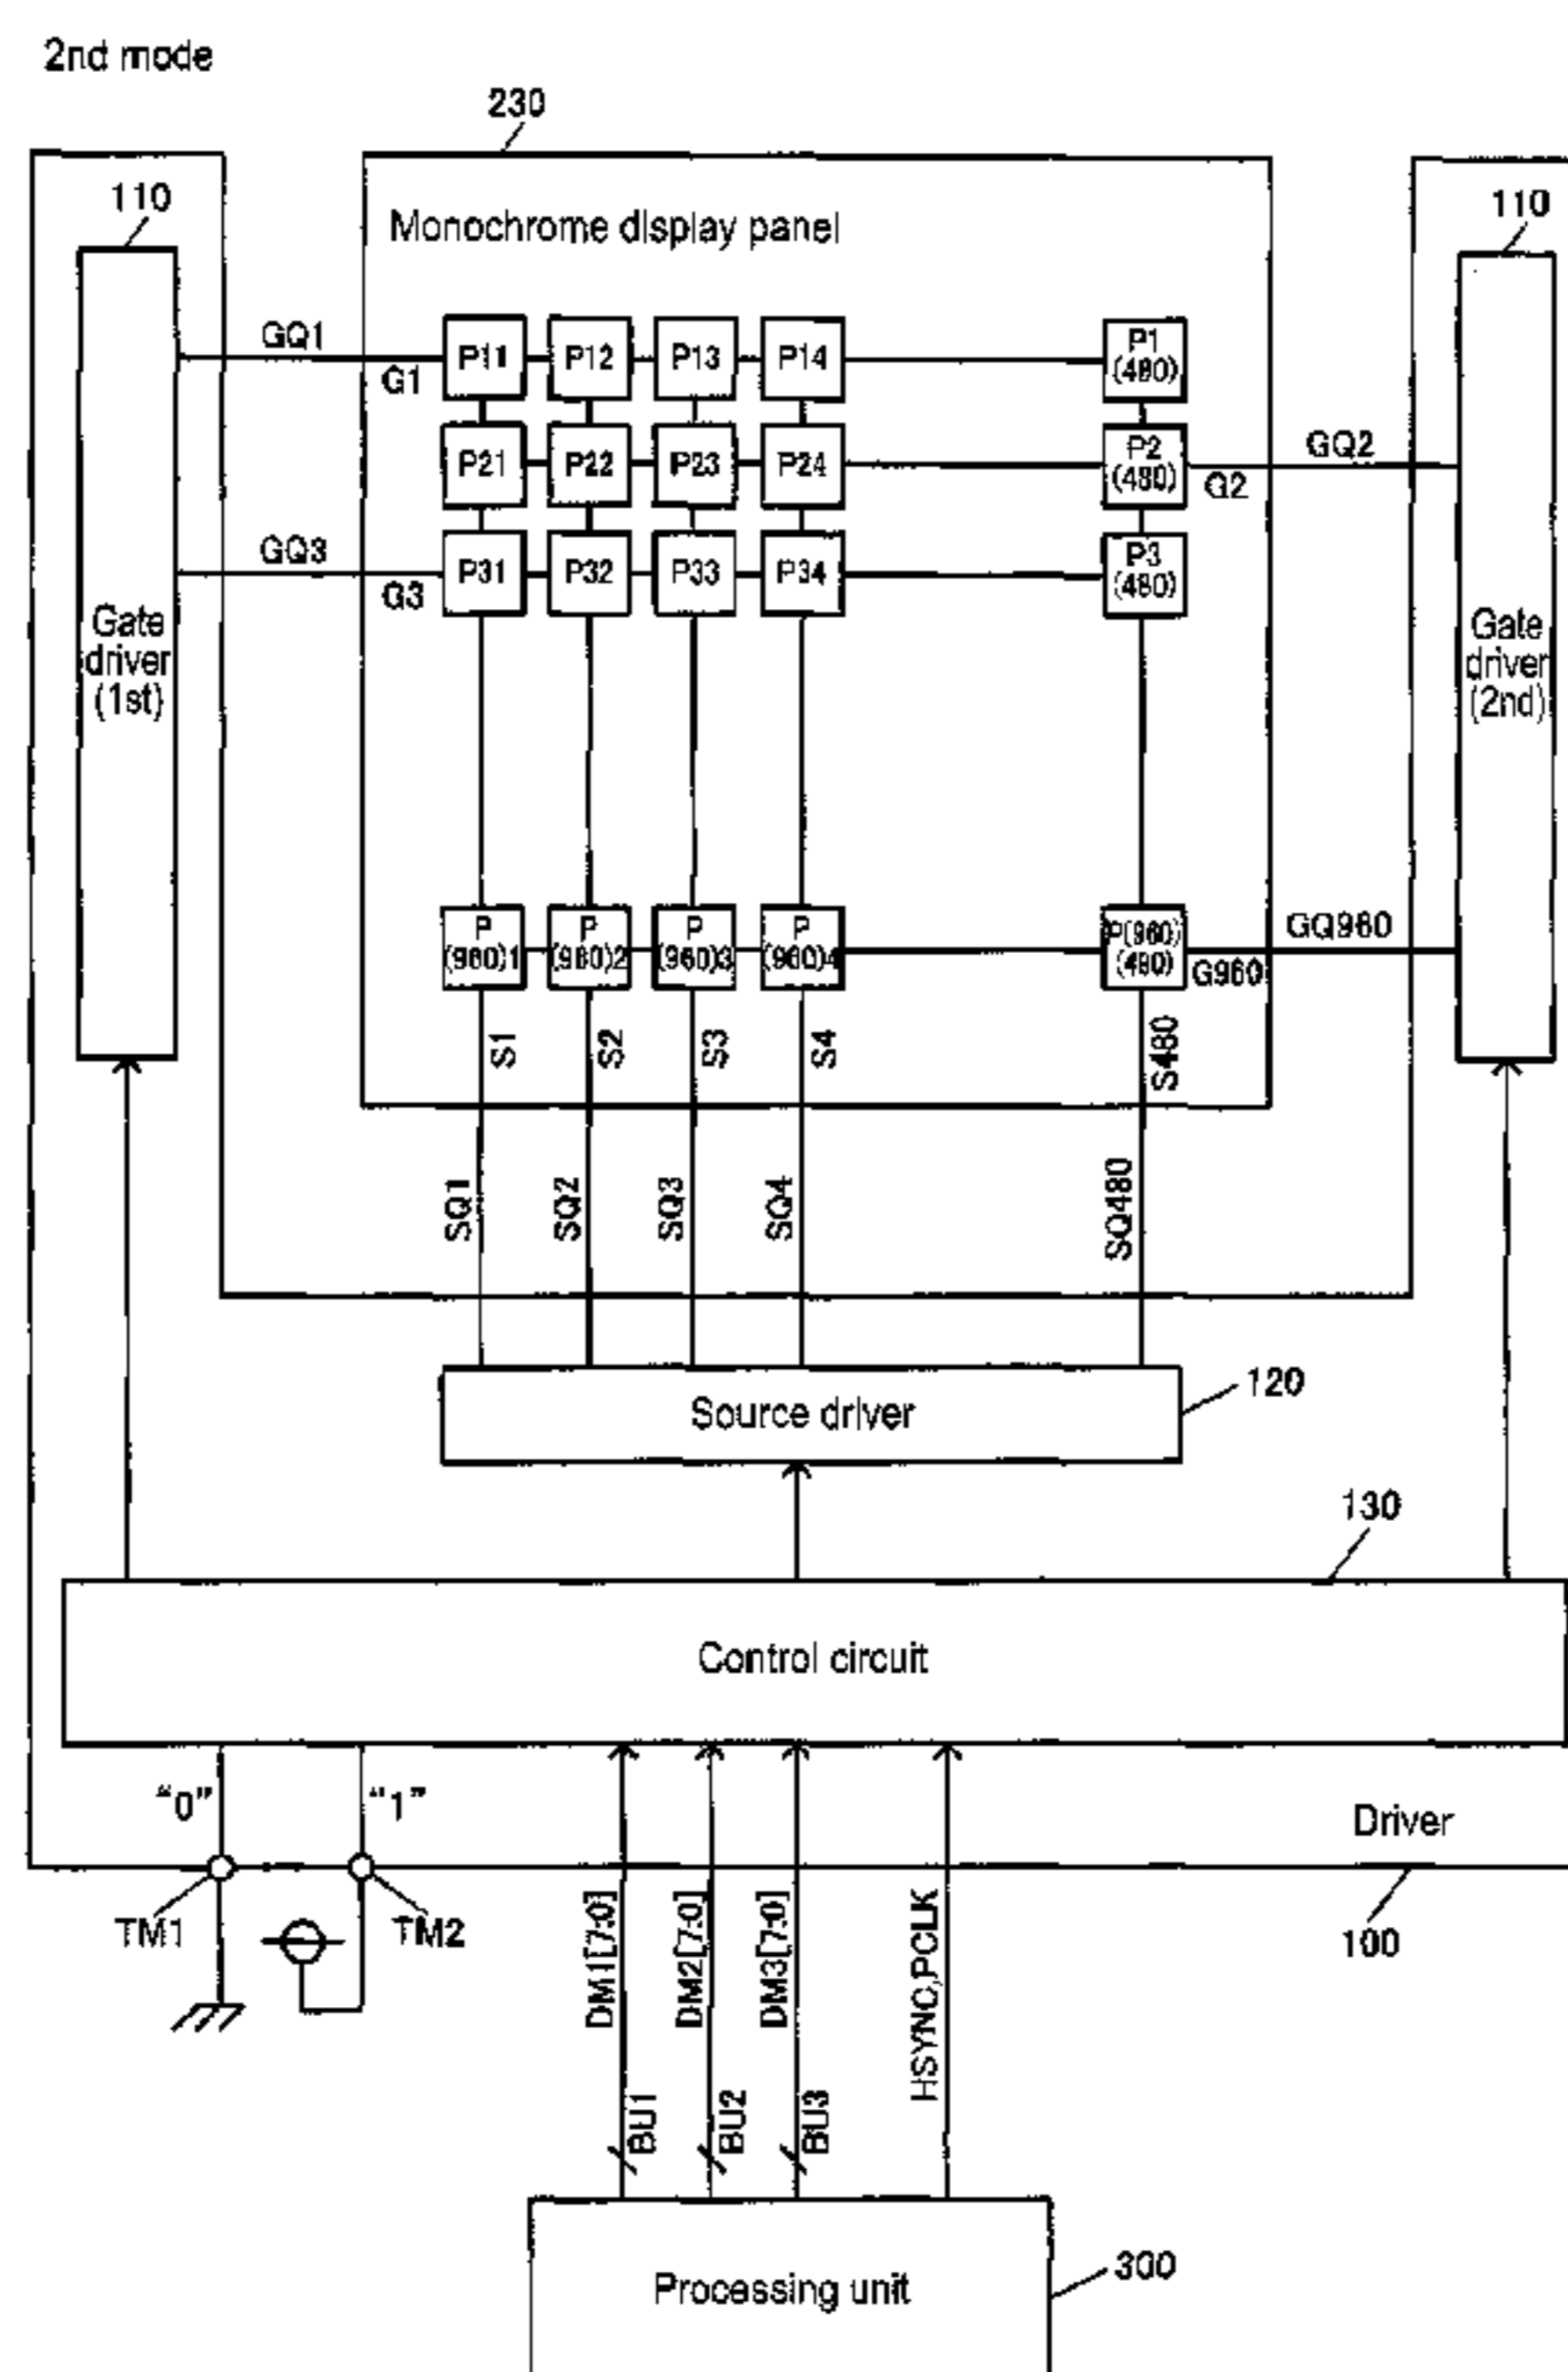 2nd mode
230
110
110
Monochrome display panel
GQ1
G1
P11
P12
P13
P14
P1
(480)
P21
P22
P23
P24
P2
(480)
GQ2
G2
GQ3
G3
P31
P32
P33
P34
P3
(480)
Gate
driver
(1st)
Gate
driver
(2nd)
P
(960)1
P
(960)2
P
(960)3
P
(960)4
P(960)
(480)
GQ960
G960
S1
S2
S3
S4
S480
SQ1
SQ2
SQ3
SQ4
SQ480
Source driver
120
130
Control circuit
“0”
“1”
Driver
TM1
TM2
DM1[7:0]
DM2[7:0]
DM3[7:0]
HSYNC,PCLK
100
BU1
BU2
BU3
Processing unit
300